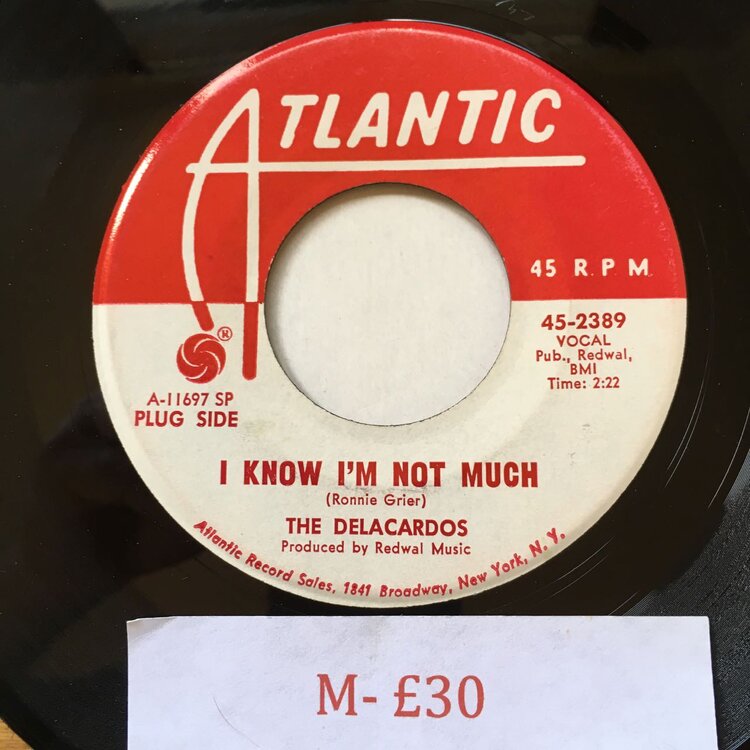 ATLANTIC
45 R.P.M.
45-2389
VOCAL
Pub., Redwal,
BMI
Time: 2:22
®
A-11697 SP
PLUG SIDE
I KNOW I'M NOT MUCH
(Ronnie Grier)
THE DELACARDOS
Produced by Redwal Music
Atlantic Record Sales, 1841 Broadway, New York, N. Y.
M- £30